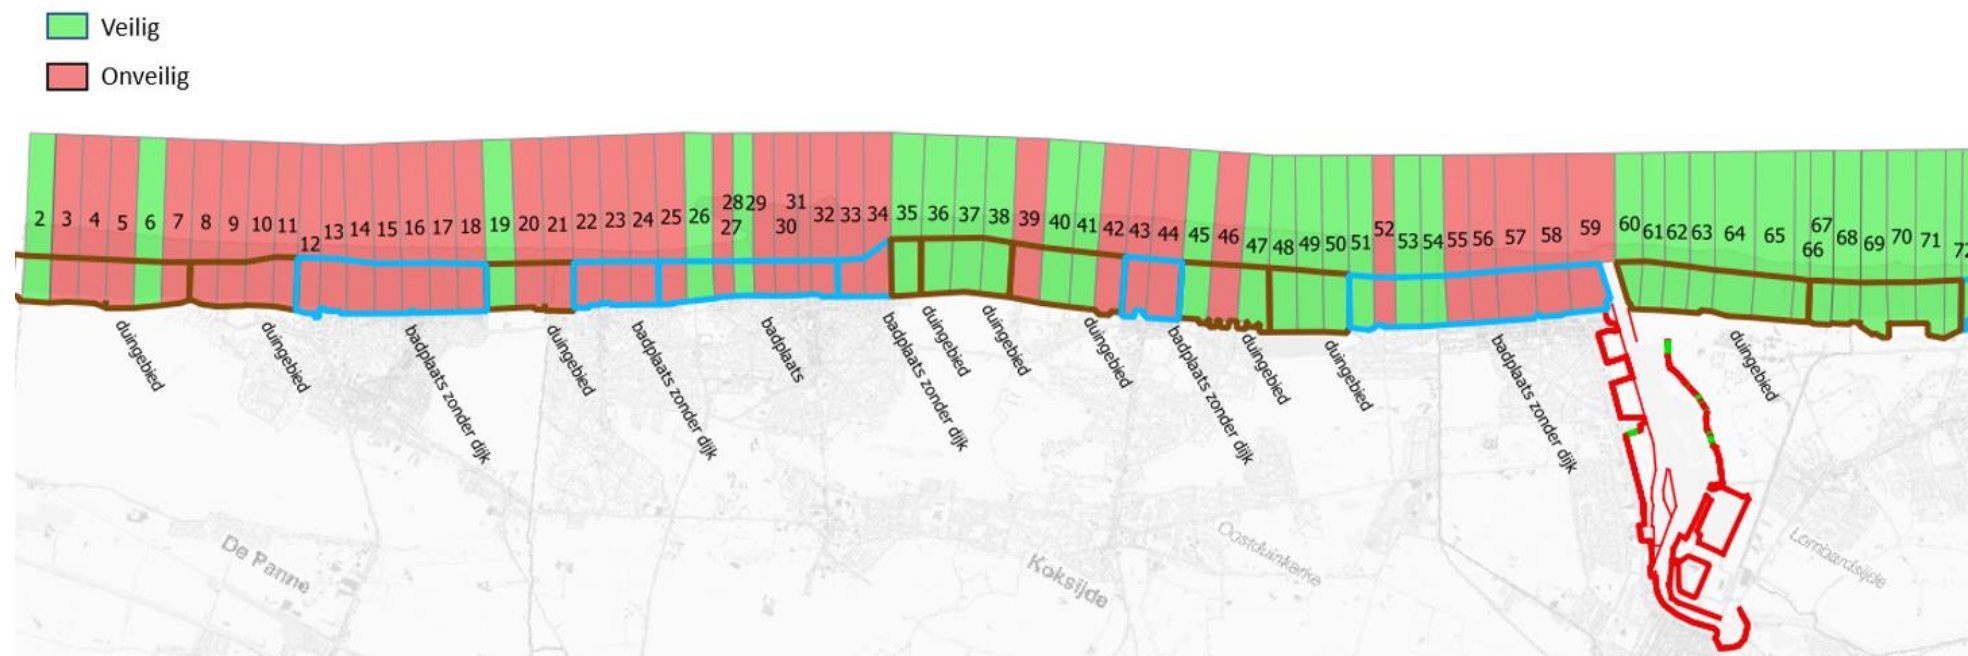 Veilig
Onveilig
2 3 4 5 6 7 8 9 10 11 12 13 14 15 16 17 18 19 20 21 22 23 24 25 26 27 28 29 30 31 32 33 34 35 36 37 38 39 40 41 42 43 44 45 46 47 48 49 50 51 52 53 54 55 56 57 58 59 60 61 62 63 64 65 66 67 68 69 70 71 72
duingebied
duingebied
badplaats zonder dijk
duingebied
badplaats zonder dijk
badplaats
badplaats zonder dijk
duingebied
duingebied
duingebied
badplaats zonder dijk
duingebied
duingebied
badplaats zonder dijk
duingebied
De Panne
Koksijde
Oostduinkerke
Lombardsijde